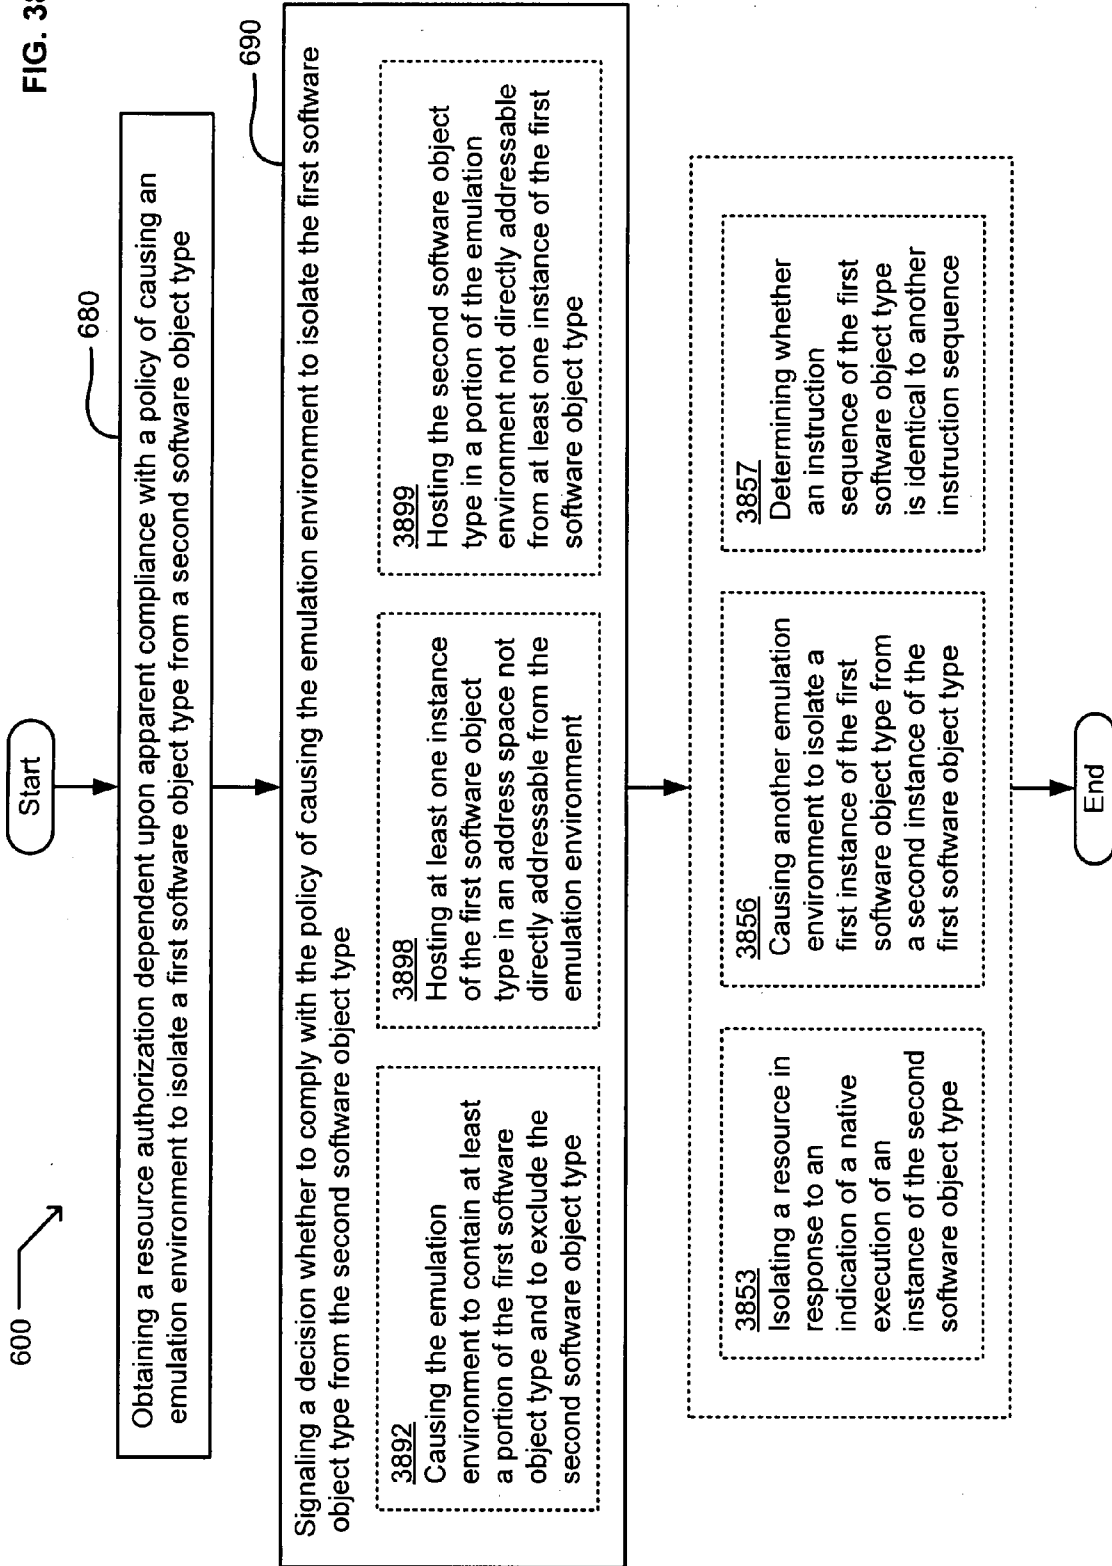 FIG. 38
600
Start
680
Obtaining a resource authorization dependent upon apparent compliance with a policy of causing an
emulation environment to isolate a first software object type from a second software object type
690
Signaling a decision whether to comply with the policy of causing the emulation environment to isolate the first software
object type from the second software object type
3892
Causing the emulation
environment to contain at least
a portion of the first software
object type and to exclude the
second software object type
3898
Hosting at least one instance
of the first software object
type in an address space not
directly addressable from the
emulation environment
3899
Hosting the second software object
type in a portion of the emulation
environment not directly addressable
from at least one instance of the first
software object type
3853
Isolating a resource in
response to an
indication of a native
execution of an
instance of the second
software object type
3856
Causing another emulation
environment to isolate a
first instance of the first
software object type from
a second instance of the
first software object type
3857
Determining whether
an instruction
sequence of the first
software object type
is identical to another
instruction sequence
End